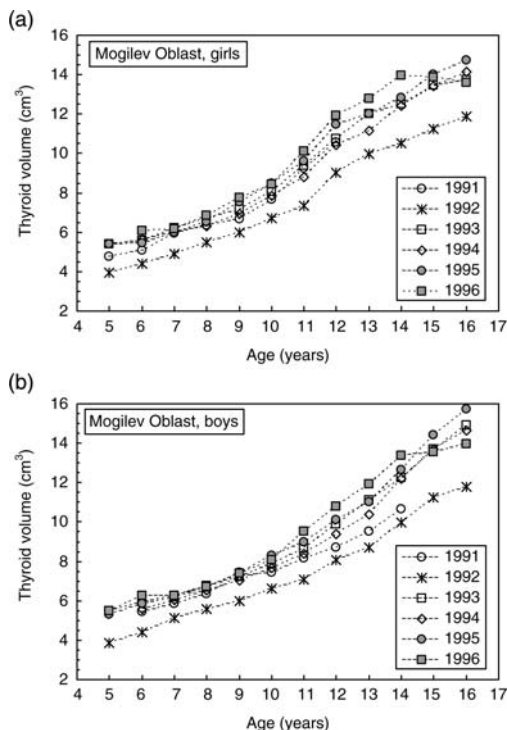 (a)
Mogilev Oblast, girls
Thyroid volume (cm³)
16
14
12
10
8
6
4
2
1991
1992
1993
1994
1995
1996
4 5 6 7 8 9 10 11 12 13 14 15 16 17
Age (years)
(b)
Mogilev Oblast, boys
Thyroid volume (cm³)
16
14
12
10
8
6
4
2
1991
1992
1993
1994
1995
1996
4 5 6 7 8 9 10 11 12 13 14 15 16 17
Age (years)